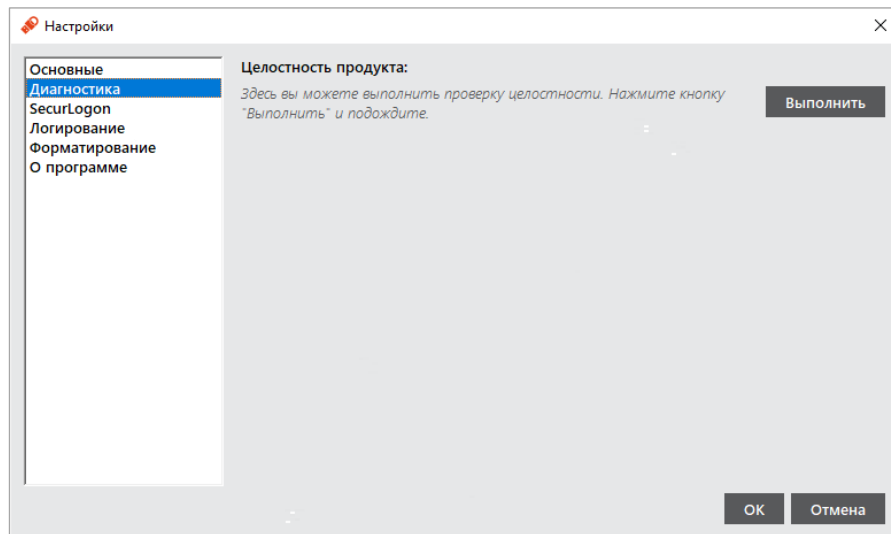 Настройки
Основные
Диагностика
SecurLogon
Логирование
Форматирование
О программе
Целостность продукта:
Здесь вы можете выполнить проверку целостности. Нажмите кнопку
"Выполнить" и подождите.
Выполнить
ОК
Отмена